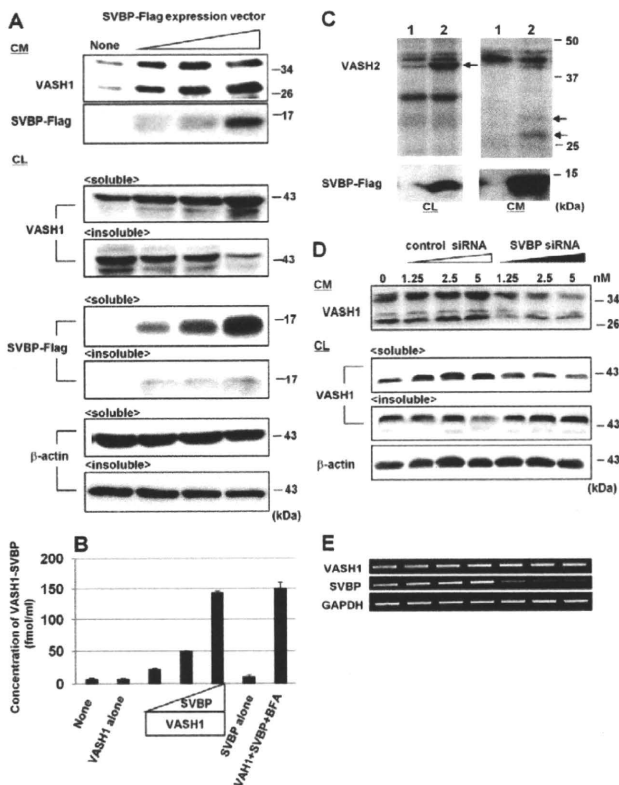 A
SVBP-Flag expression vector
CM
None
VASH1
34
26
SVBP-Flag
17
CL
<soluble>
43
VASH1
<insoluble>
43
<soluble>
17
SVBP-Flag
<insoluble>
17
<soluble>
43
β-actin
<insoluble>
43
(kDa)
B
Concentration of VASH1-SVBP
(fmol/ml)
200
150
100
50
0
SVBP
VASH1
None
VASH1 alone
SVBP alone
VAH1+SVBP+BFA
C
1 2 1 2
50
VASH2
37
25
SVBP-Flag
15
CL CM (kDa)
D
control siRNA SVBP siRNA
0 1.25 2.5 5 1.25 2.5 5 nM
CM
VASH1
34
26
CL
<soluble>
43
VASH1
<insoluble>
43
β-actin
43
(kDa)
E
VASH1
SVBP
GAPDH